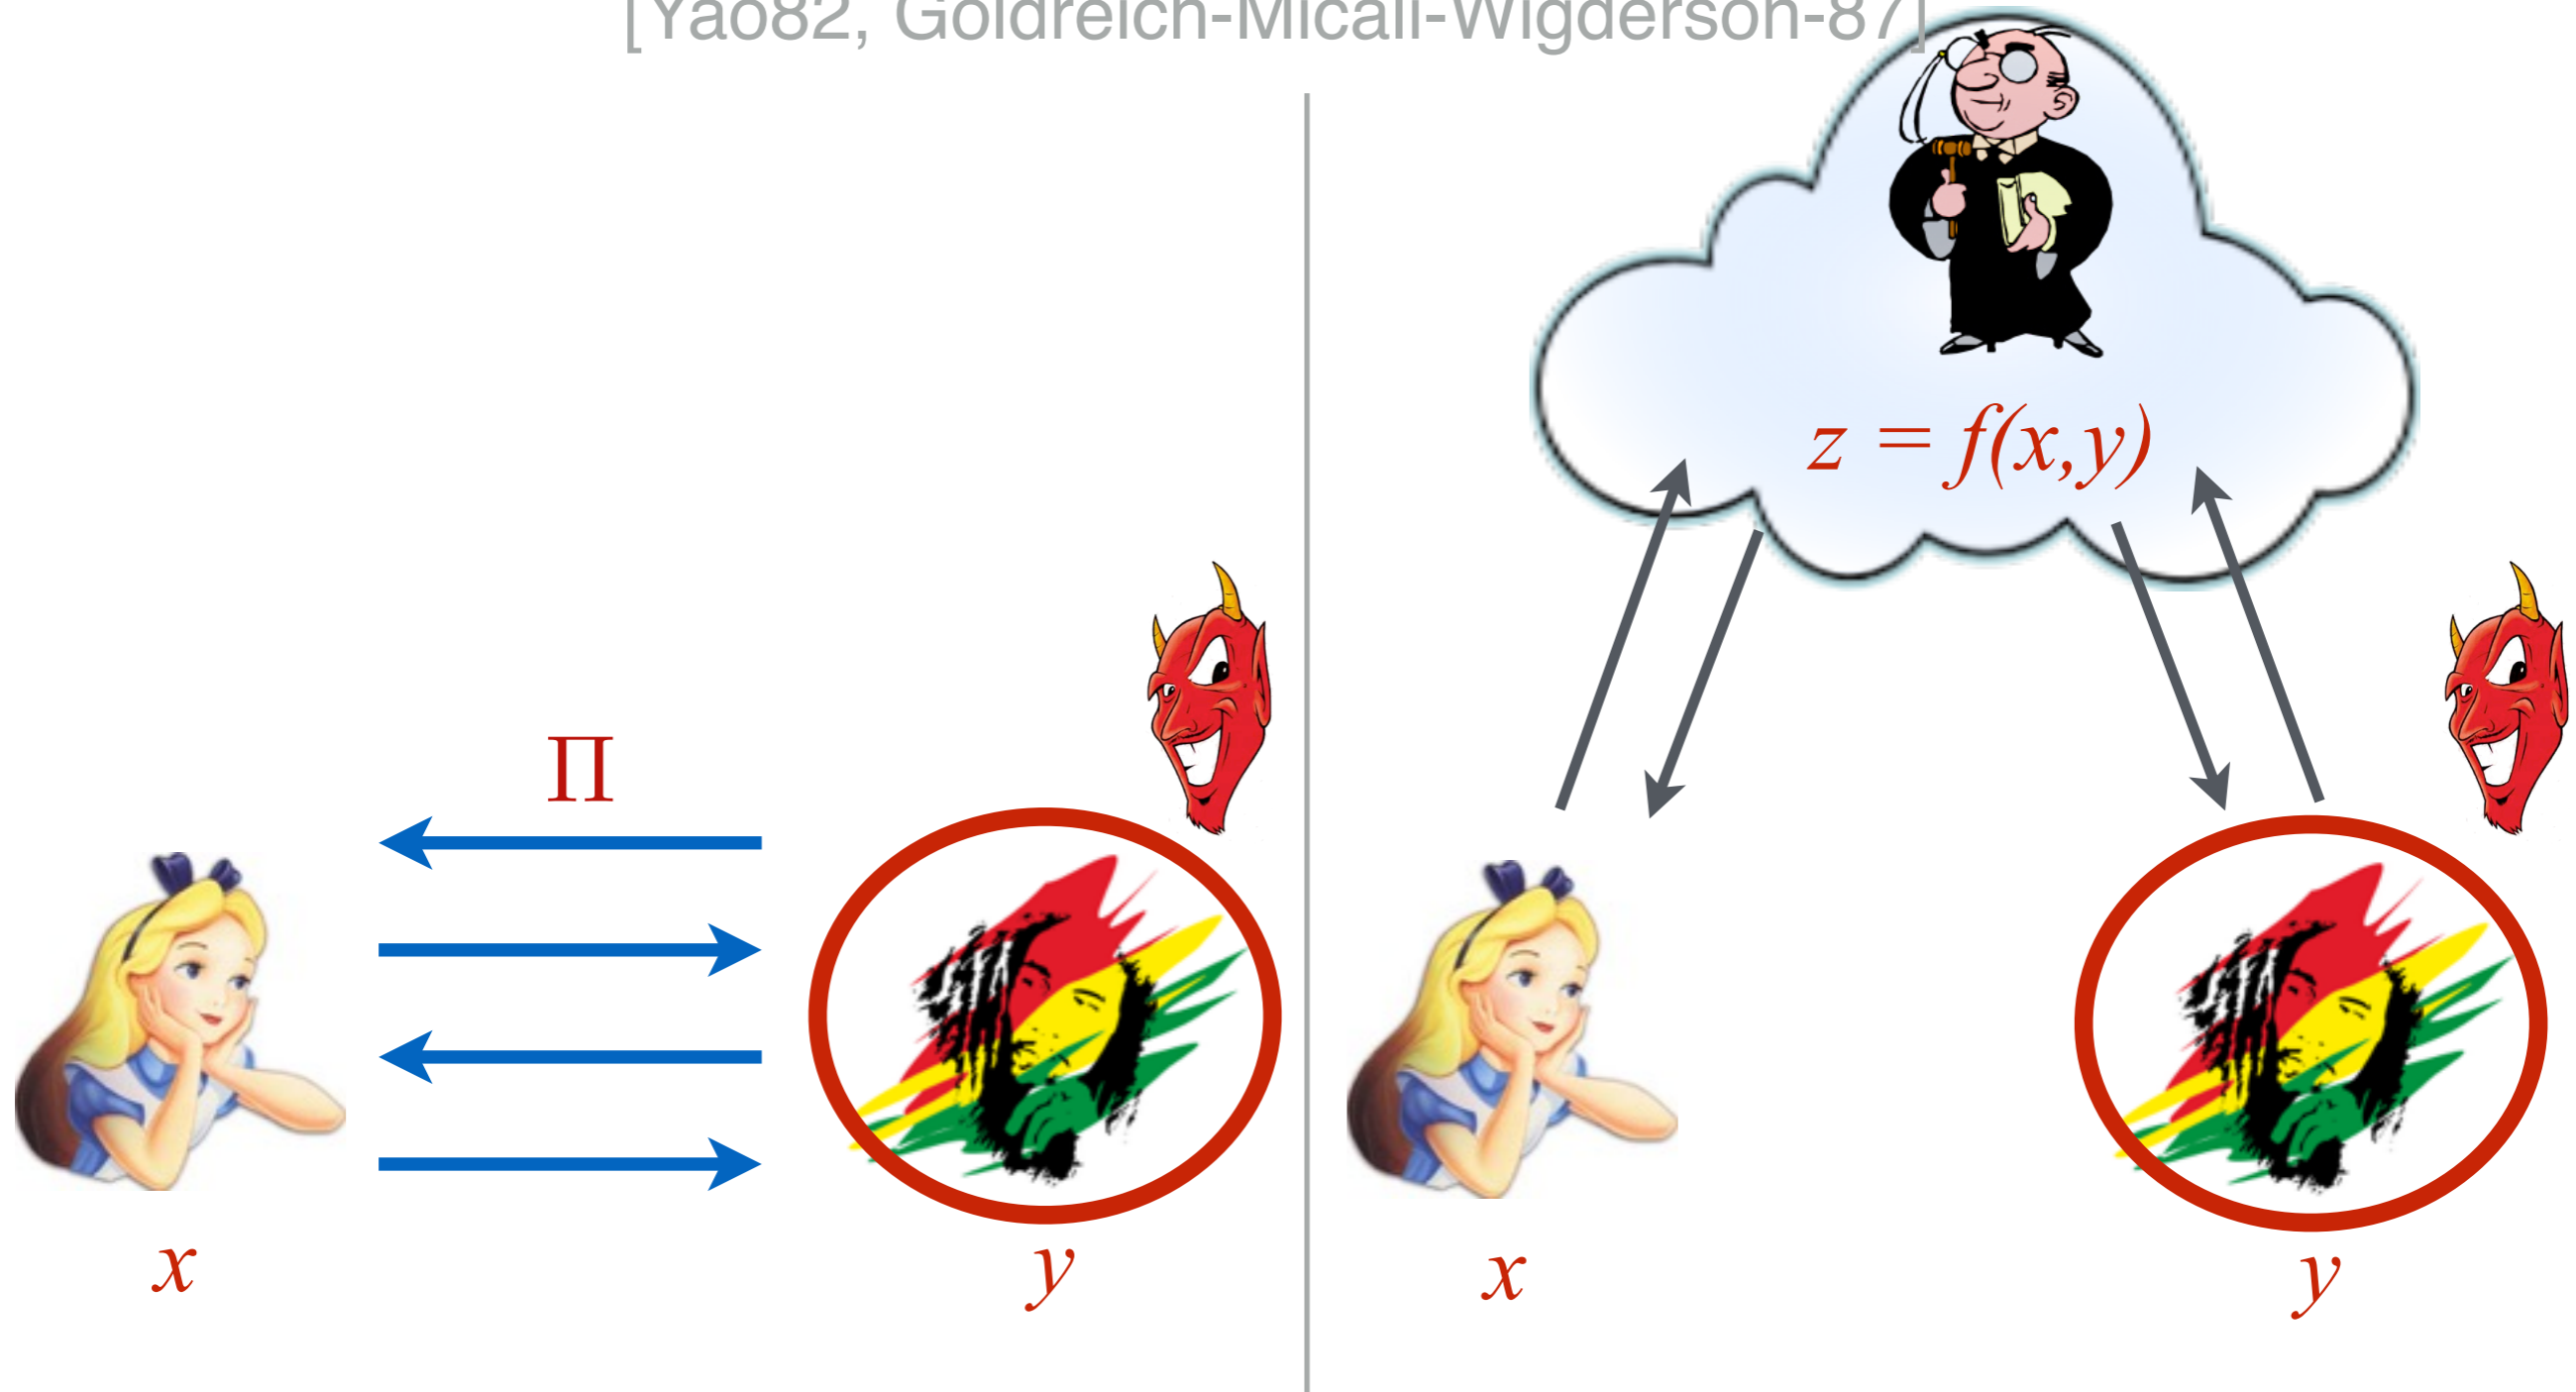 [Yao82, Goldreich-Micali-Wigderson-87]
z = f(x,y)
Π
x
y
x
y